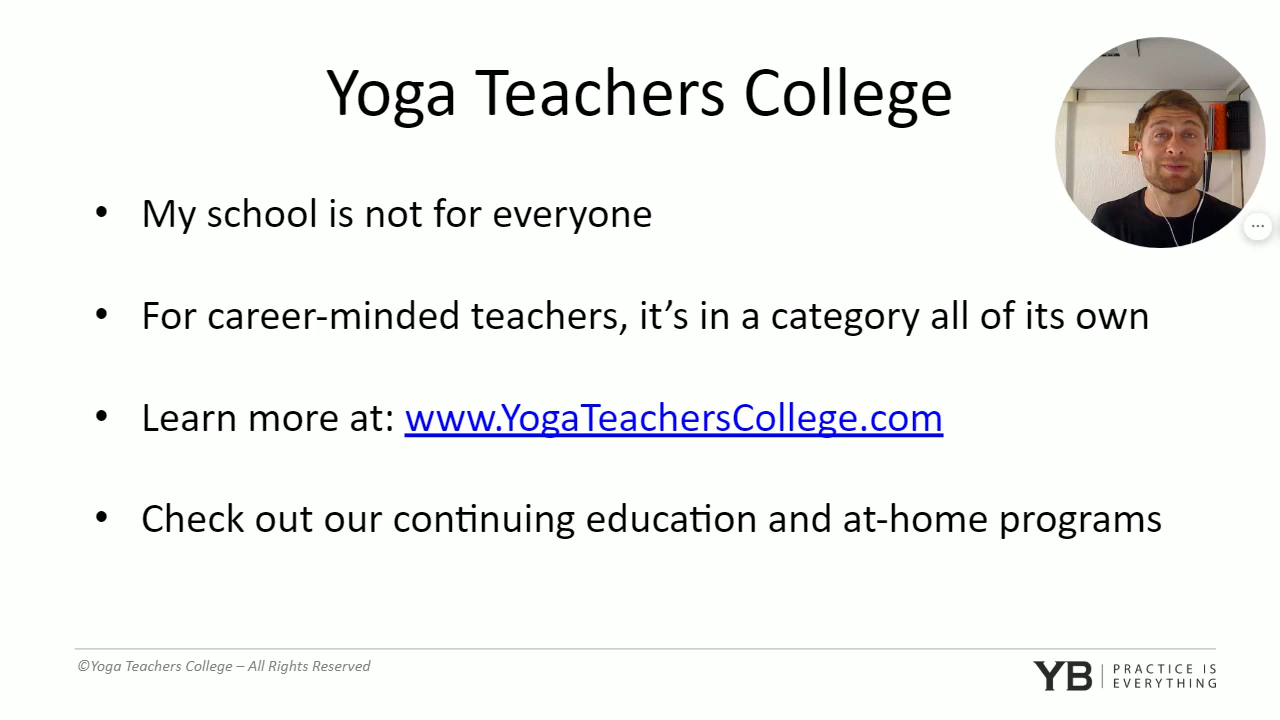 Yoga Teachers College
• My school is not for everyone
• For career-minded teachers, it’s in a category all of its own
• Learn more at: www.YogaTeachersCollege.com
• Check out our continuing education and at-home programs
©Yoga Teachers College – All Rights Reserved
YB | PRACTICE IS
EVERYTHING